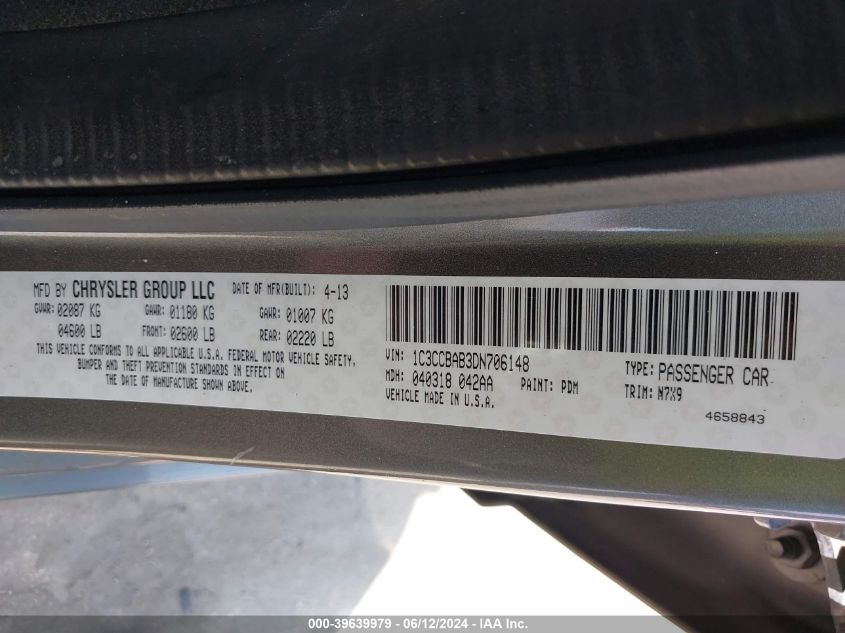 MFD BY CHRYSLER GROUP LLC DATE OF MFR(BUILT): 4-13
GVWR: 02087 KG GAWR: 01180 KG GAWR: 01007 KG
04600 LB FRONT: 02600 LB REAR: 02220 LB
THIS VEHICLE CONFORMS TO ALL APPLICABLE U.S.A. FEDERAL MOTOR VEHICLE SAFETY,
BUMPER AND THEFT PREVENTION STANDARDS IN EFFECT ON
THE DATE OF MANUFACTURE SHOWN ABOVE.
VIN: 1C3CCBAB3DN706148 TYPE: PASSENGER CAR
MDH: 040318 042AA PAINT: PDM TRIM: N7X9
VEHICLE MADE IN U.S.A.
4658843
000-39639979 - 06/12/2024 - IAA Inc.